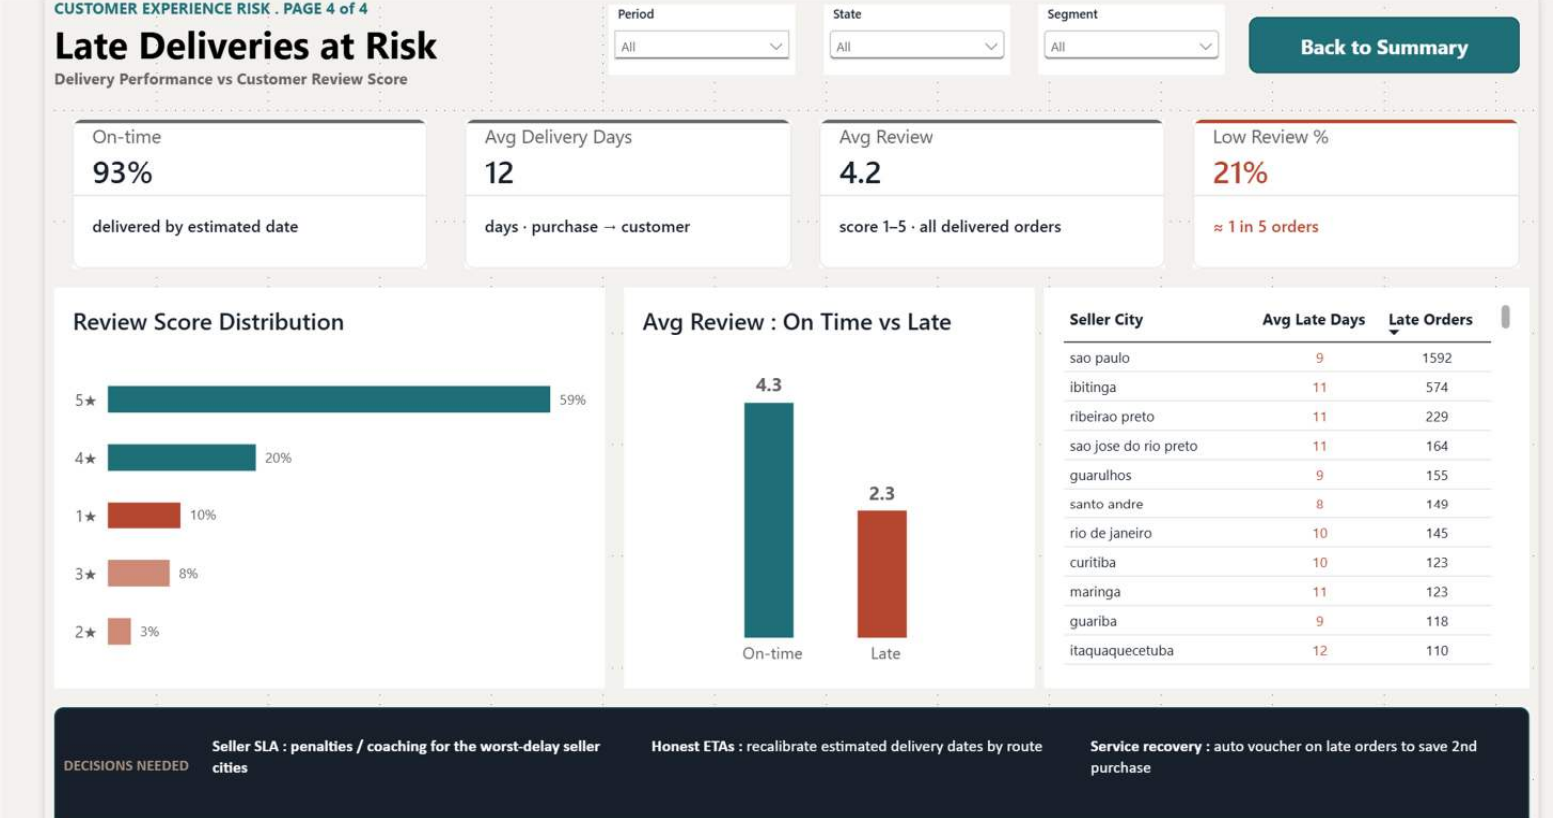 CUSTOMER EXPERIENCE RISK . PAGE 4 of 4
Late Deliveries at Risk
Delivery Performance vs Customer Review Score
Period
All
State
All
Segment
All
Back to Summary
On-time
93%
delivered by estimated date
Avg Delivery Days
12
days · purchase → customer
Avg Review
4.2
score 1–5 · all delivered orders
Low Review %
21%
≈ 1 in 5 orders
Review Score Distribution
5★ 59%
4★ 20%
1★ 10%
3★ 8%
2★ 3%
Avg Review : On Time vs Late
4.3
2.3
On-time Late
Seller City Avg Late Days Late Orders
sao paulo 9 1592
ibitinga 11 574
ribeirao preto 11 229
sao jose do rio preto 11 164
guarulhos 9 155
santo andre 8 149
rio de janeiro 10 145
curitiba 10 123
maringa 11 123
guariba 9 118
itaquaquecetuba 12 110
DECISIONS NEEDED
Seller SLA : penalties / coaching for the worst-delay seller
cities
Honest ETAs : recalibrate estimated delivery dates by route
Service recovery : auto voucher on late orders to save 2nd
purchase